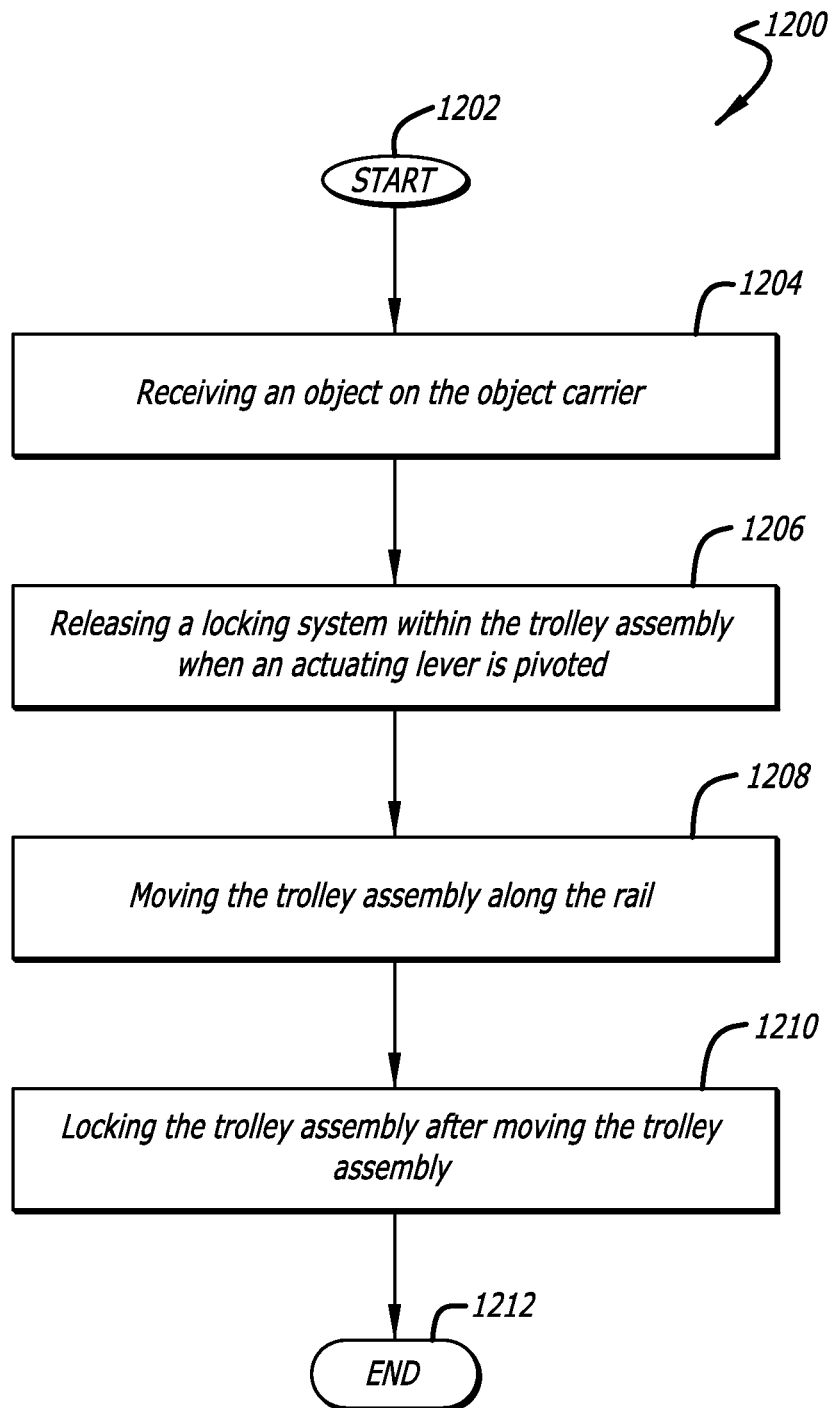 1200
1202
START
1204
Receiving an object on the object carrier
1206
Releasing a locking system within the trolley assembly
when an actuating lever is pivoted
1208
Moving the trolley assembly along the rail
1210
Locking the trolley assembly after moving the trolley
assembly
1212
END